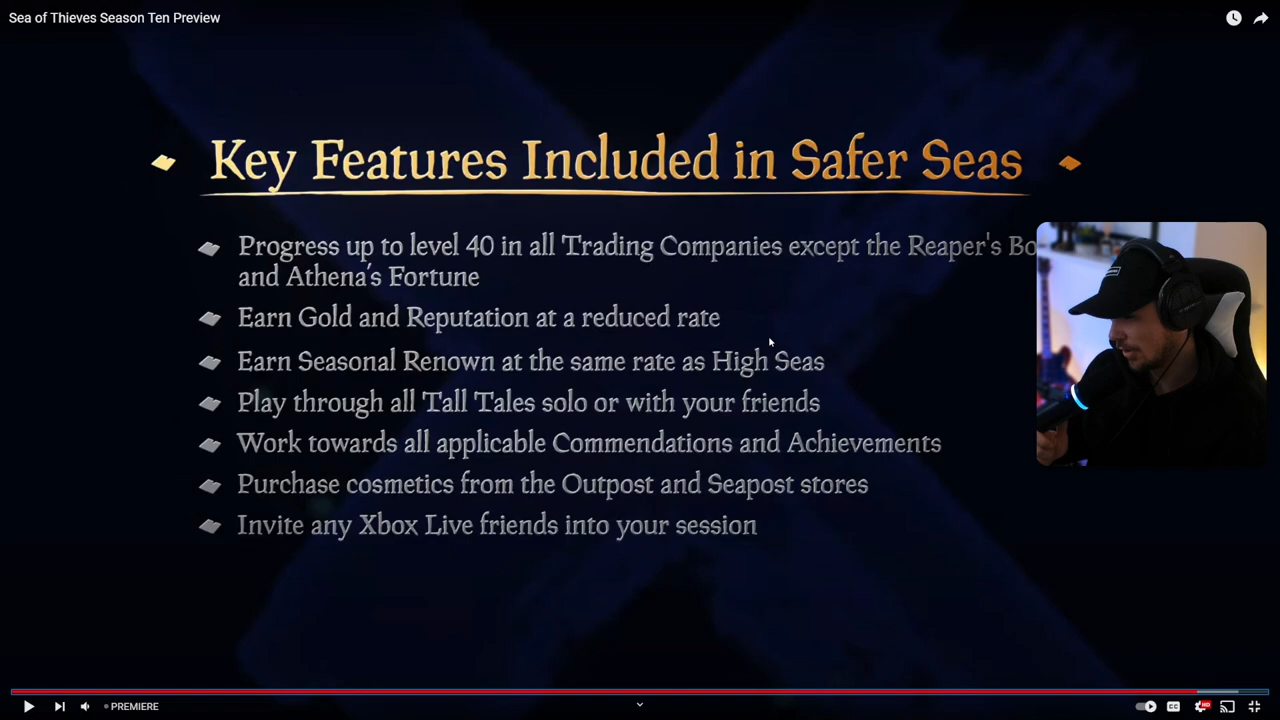 Sea of Thieves Season Ten Preview
Key Features Included in Safer Seas
Progress up to level 40 in all Trading Companies except the Reaper's
and Athena's Fortune
Earn Gold and Reputation at a reduced rate
Earn Seasonal Renown at the same rate as High Seas
Play through all Tall Tales solo or with your friends
Work towards all applicable Commendations and Achievements
Purchase cosmetics from the Outpost and Seapost stores
Invite any Xbox Live friends into your session
PREMIERE
CC
HD